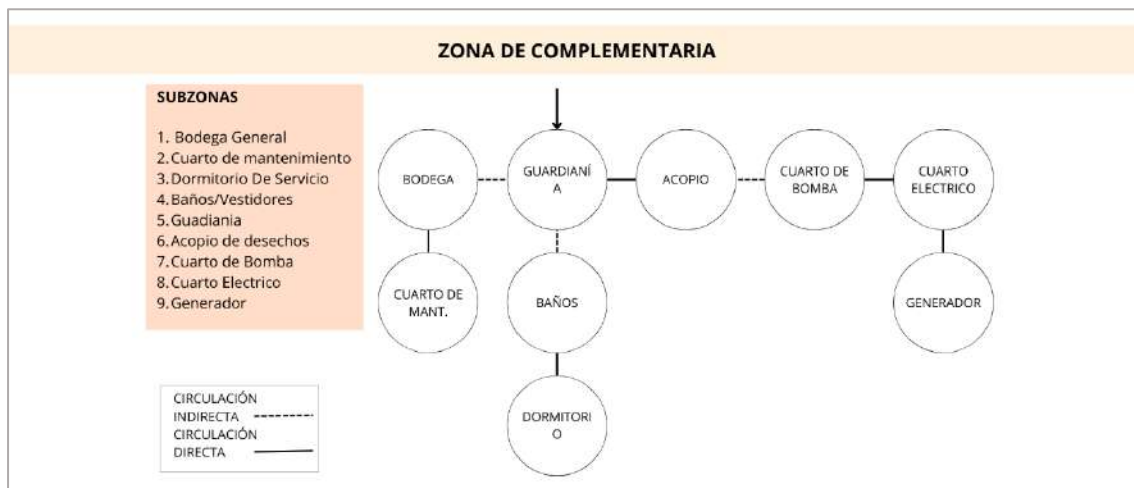 ZONA DE COMPLEMENTARIA
SUBZONAS
1. Bodega General
2. Cuarto de mantenimiento
3. Dormitorio De Servicio
4. Baños/Vestidores
5. Guadiania
6. Acopio de desechos
7. Cuarto de Bomba
8. Cuarto Electrico
9. Generador
BODEGA
GUARDIANÍ
A
ACOPIO
CUARTO DE
BOMBA
CUARTO
ELECTRICO
CUARTO DE
MANT.
BAÑOS
GENERADOR
DORMITORI
O
CIRCULACIÓN
INDIRECTA
CIRCULACIÓN
DIRECTA